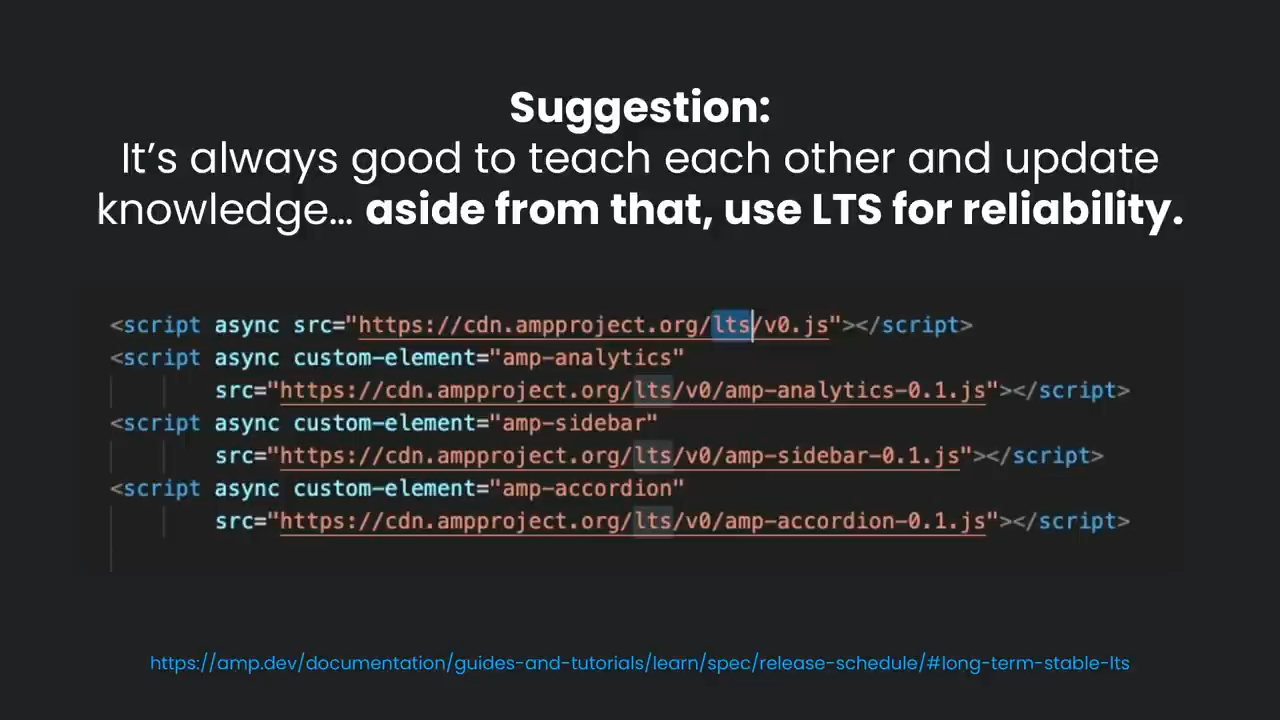 Suggestion:
It’s always good to teach each other and update
knowledge… aside from that, use LTS for reliability.
<script async src="https://cdn.ampproject.org/lts/v0.js"></script>
<script async custom-element="amp-analytics"
src="https://cdn.ampproject.org/lts/v0/amp-analytics-0.1.js"></script>
<script async custom-element="amp-sidebar"
src="https://cdn.ampproject.org/lts/v0/amp-sidebar-0.1.js"></script>
<script async custom-element="amp-accordion"
src="https://cdn.ampproject.org/lts/v0/amp-accordion-0.1.js"></script>
https://amp.dev/documentation/guides-and-tutorials/learn/spec/release-schedule/#long-term-stable-lts